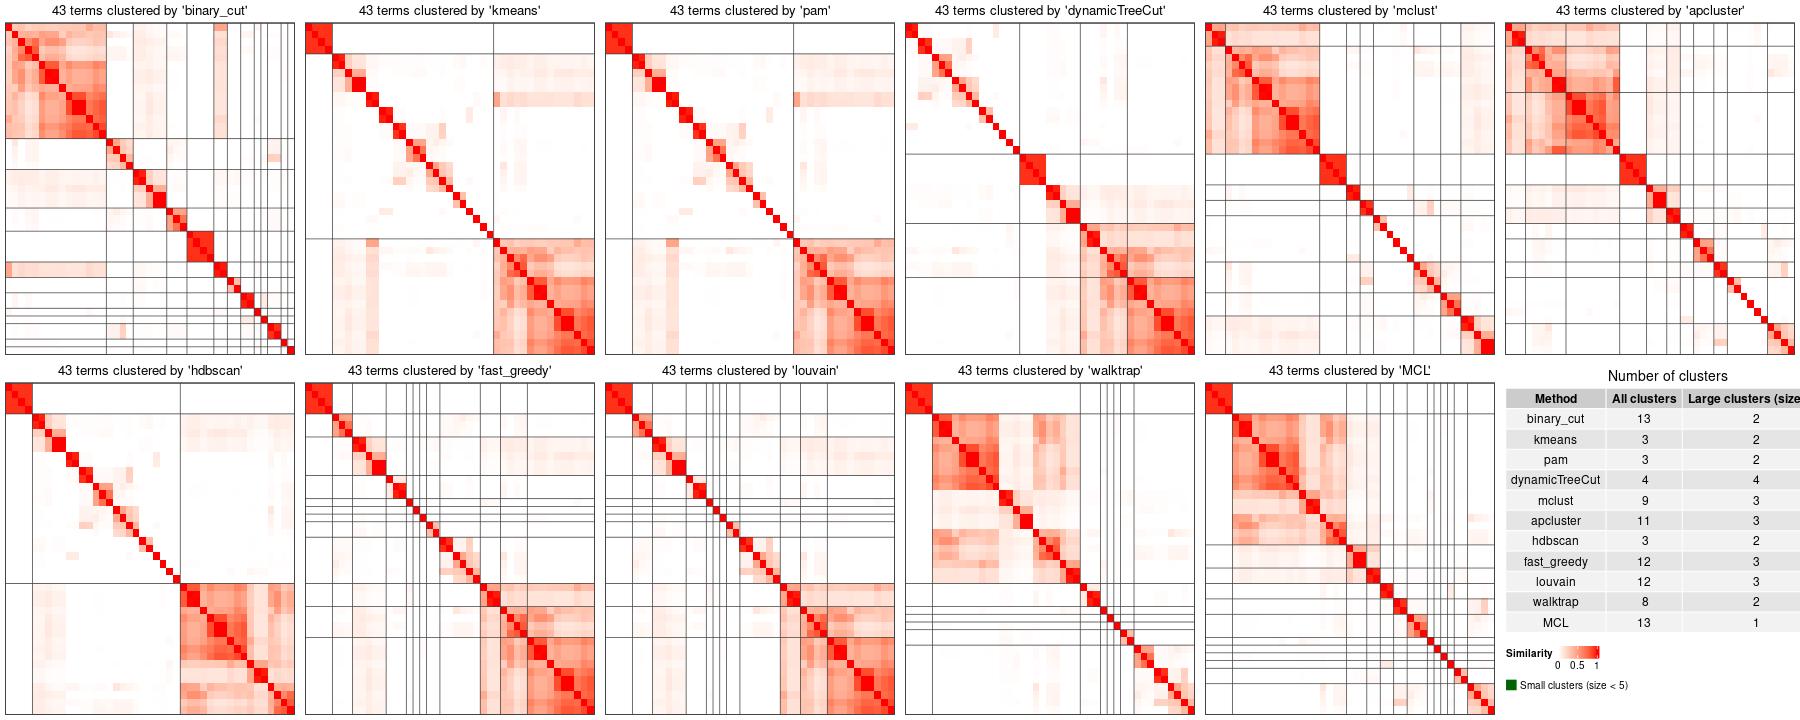 43 terms clustered by 'binary_cut'
43 terms clustered by 'kmeans'
43 terms clustered by 'pam'
43 terms clustered by 'dynamicTreeCut'
43 terms clustered by 'mclust'
43 terms clustered by 'apcluster'
43 terms clustered by 'hdbscan'
43 terms clustered by 'fast_greedy'
43 terms clustered by 'louvain'
43 terms clustered by 'walktrap'
43 terms clustered by 'MCL'
Number of clusters
Method All clusters Large clusters (size
binary_cut 13 2
kmeans 3 2
pam 3 2
dynamicTreeCut 4 4
mclust 9 3
apcluster 11 3
hdbscan 3 2
fast_greedy 12 3
louvain 12 3
walktrap 8 2
MCL 13 1
Similarity
0 0.5 1
Small clusters (size < 5)